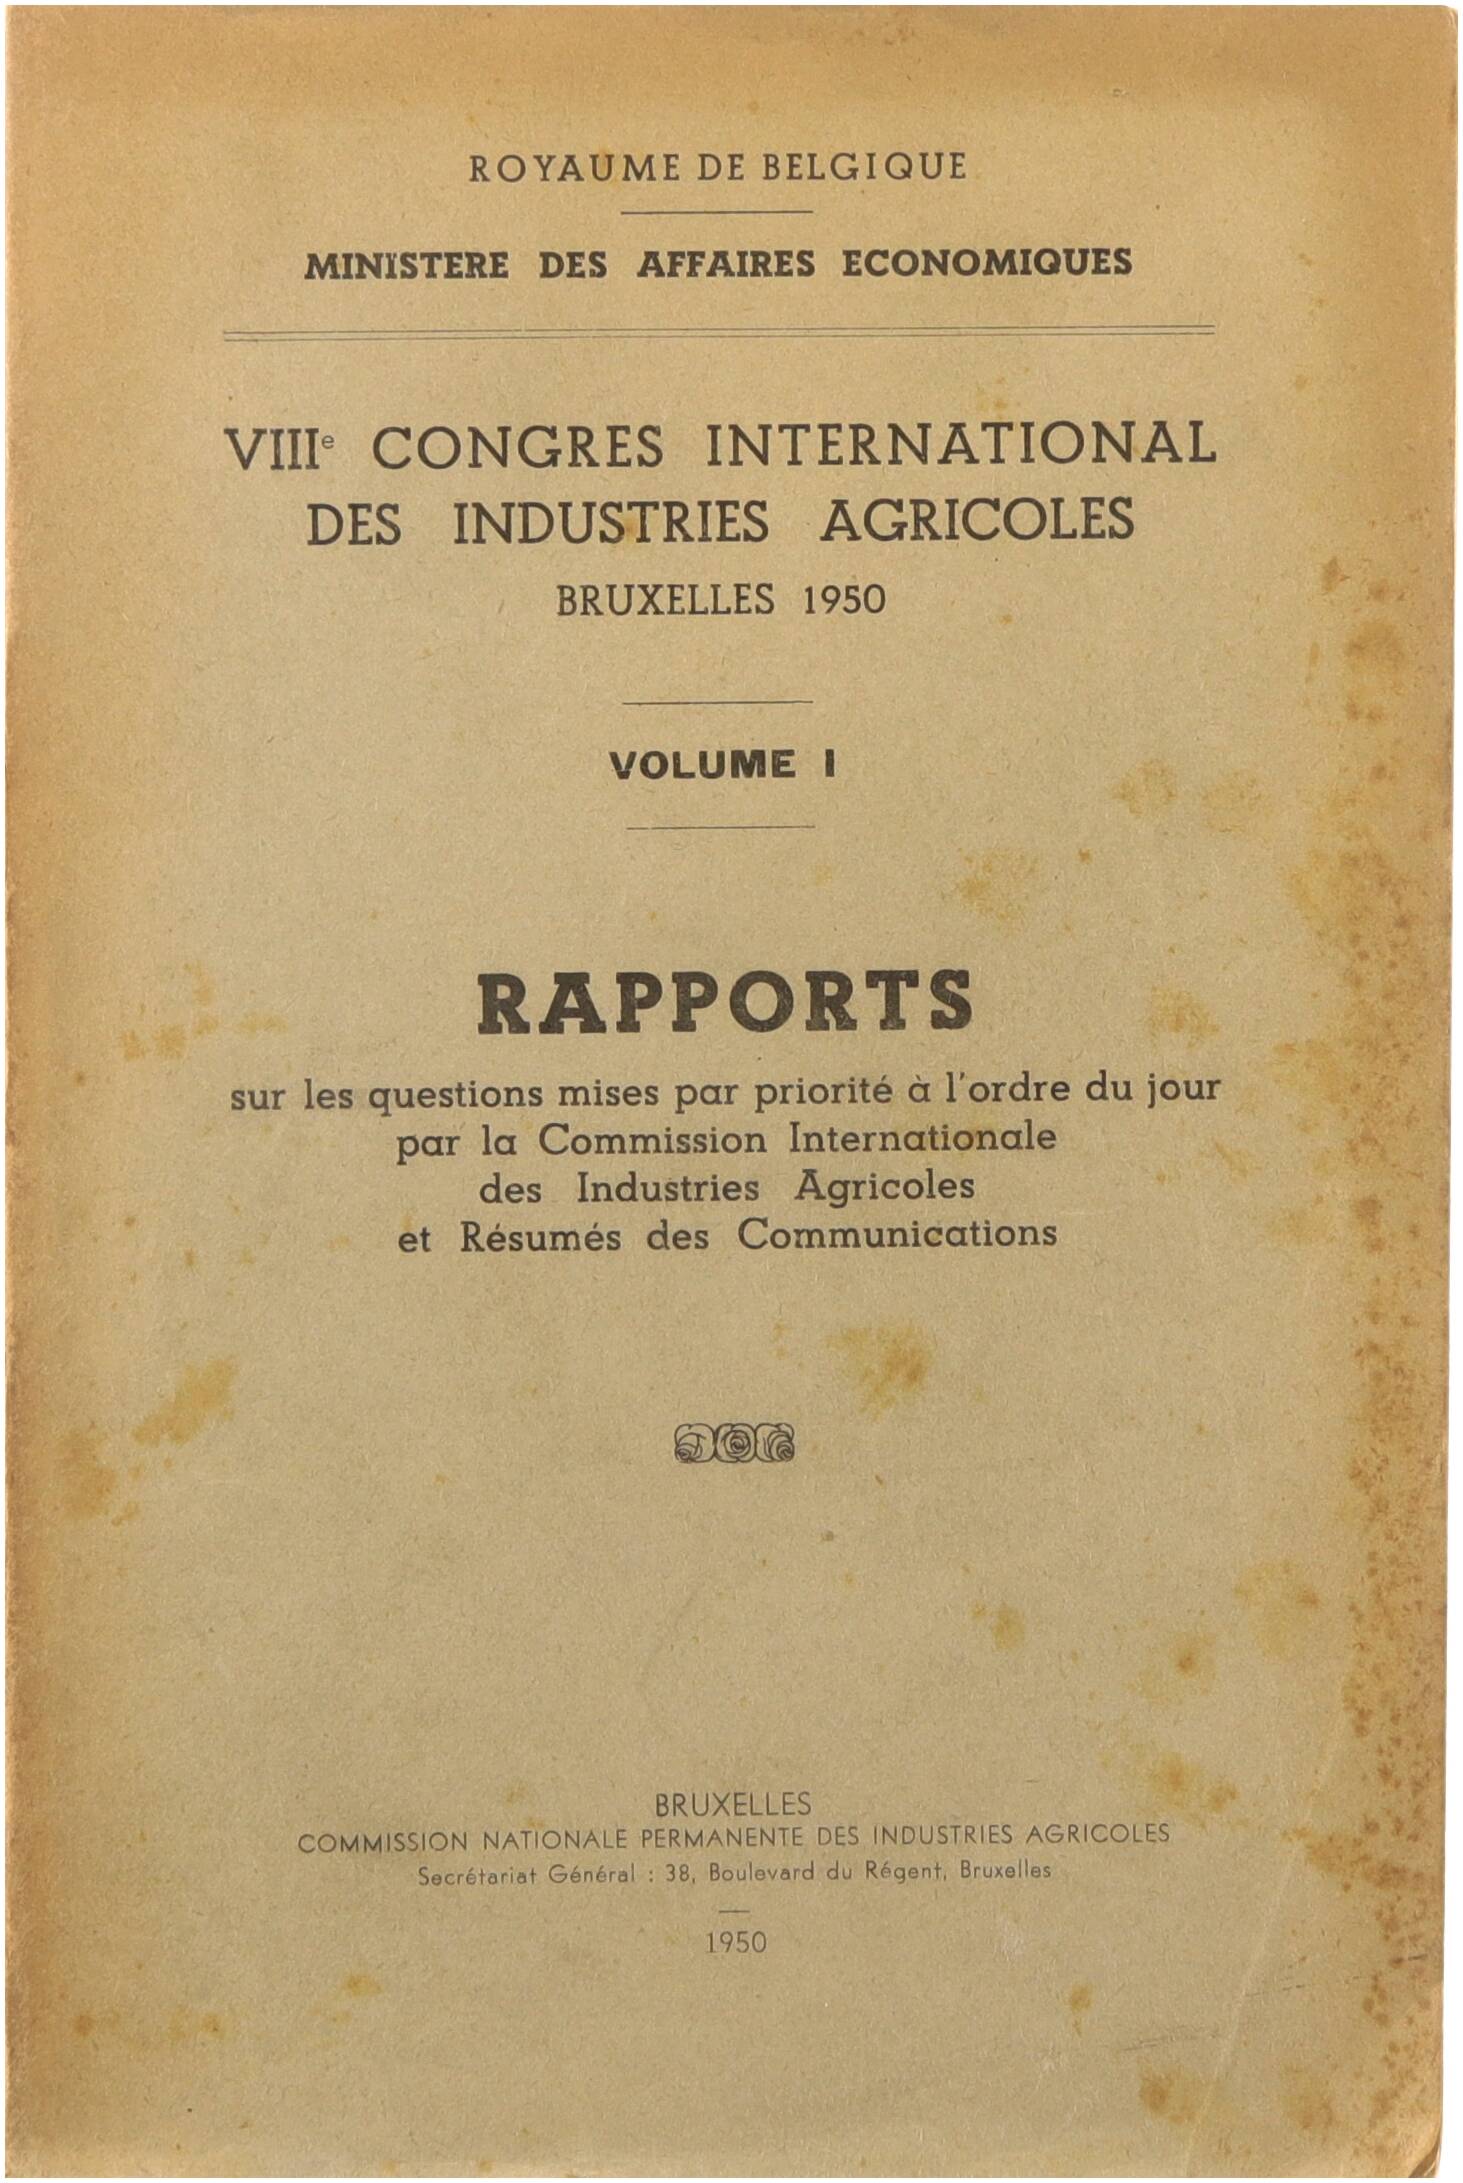 ROYAUME DE BELGIQUE
MINISTERE DES AFFAIRES ECONOMIQUES
VIIIe CONGRES INTERNATIONAL
DES INDUSTRIES AGRICOLES
BRUXELLES 1950
VOLUME I
RAPPORTS
sur les questions mises par priorité à l'ordre du jour
par la Commission Internationale
des Industries Agricoles
et Résumés des Communications
BRUXELLES
COMMISSION NATIONALE PERMANENTE DES INDUSTRIES AGRICOLES
Secrétariat Général : 38, Boulevard du Régent, Bruxelles
1950